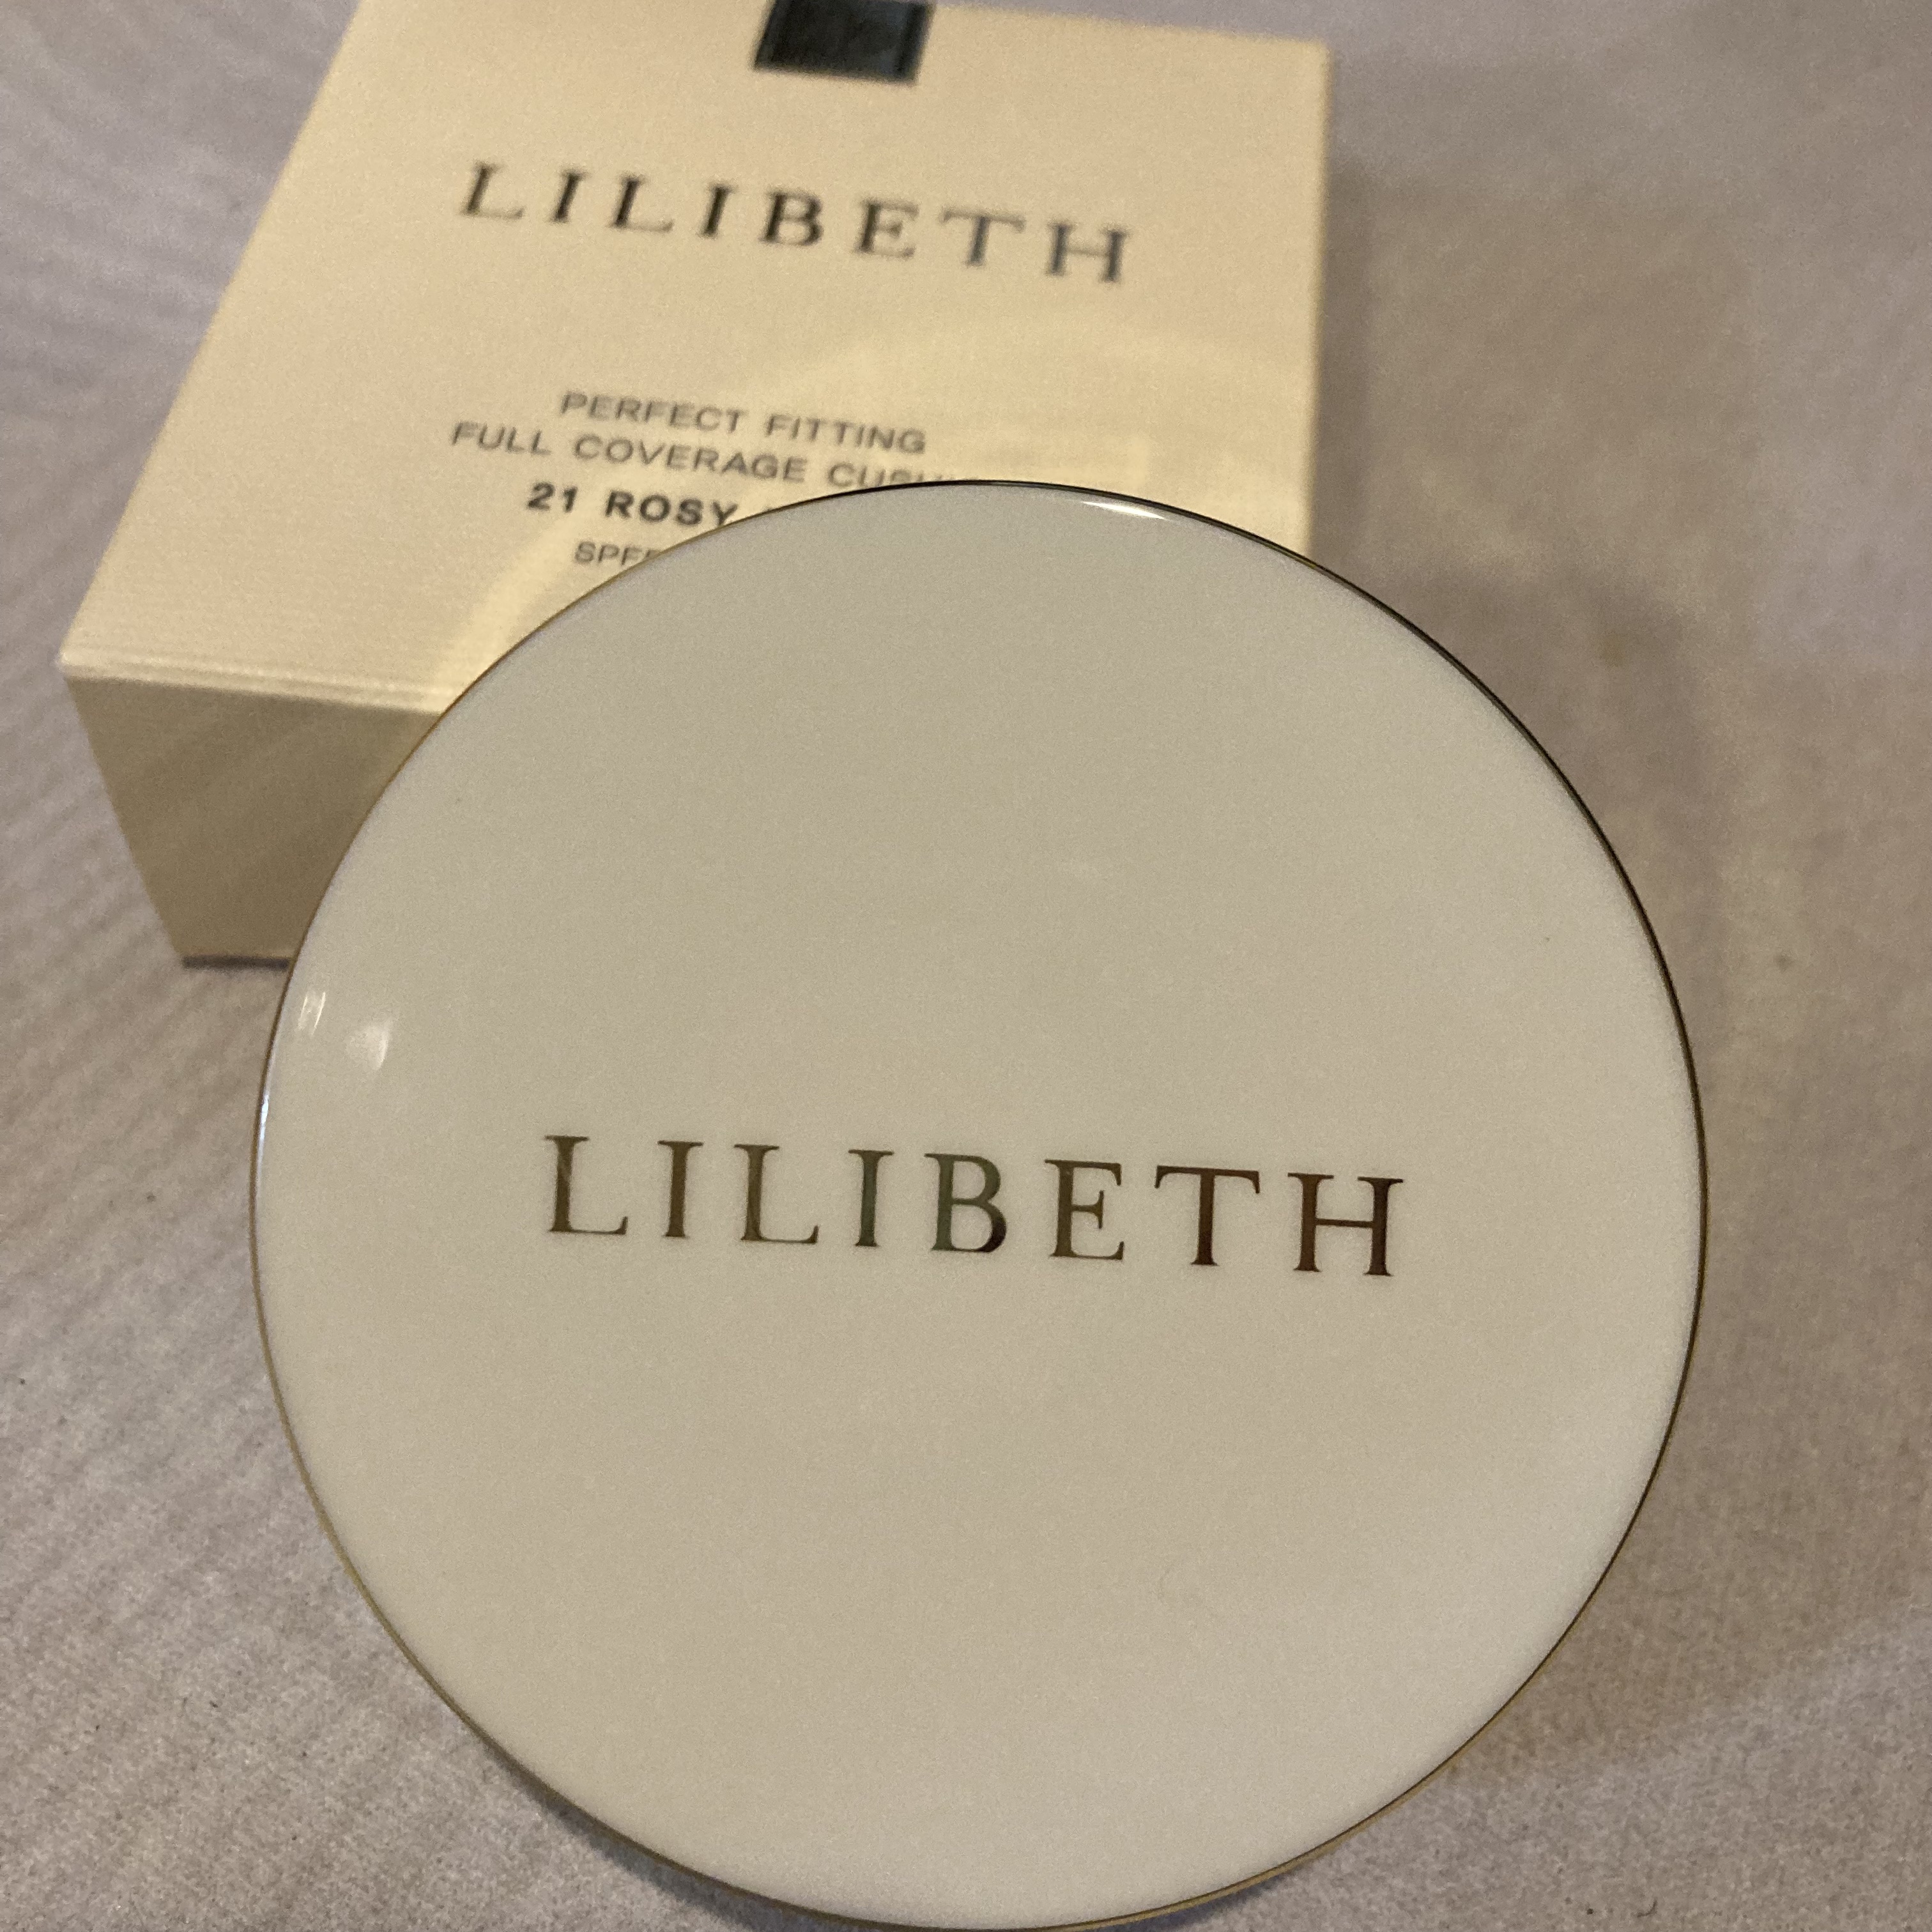 LILIBETH
PERFECT FITTING
FULL COVERAGE
21 ROSY
LILIBETH